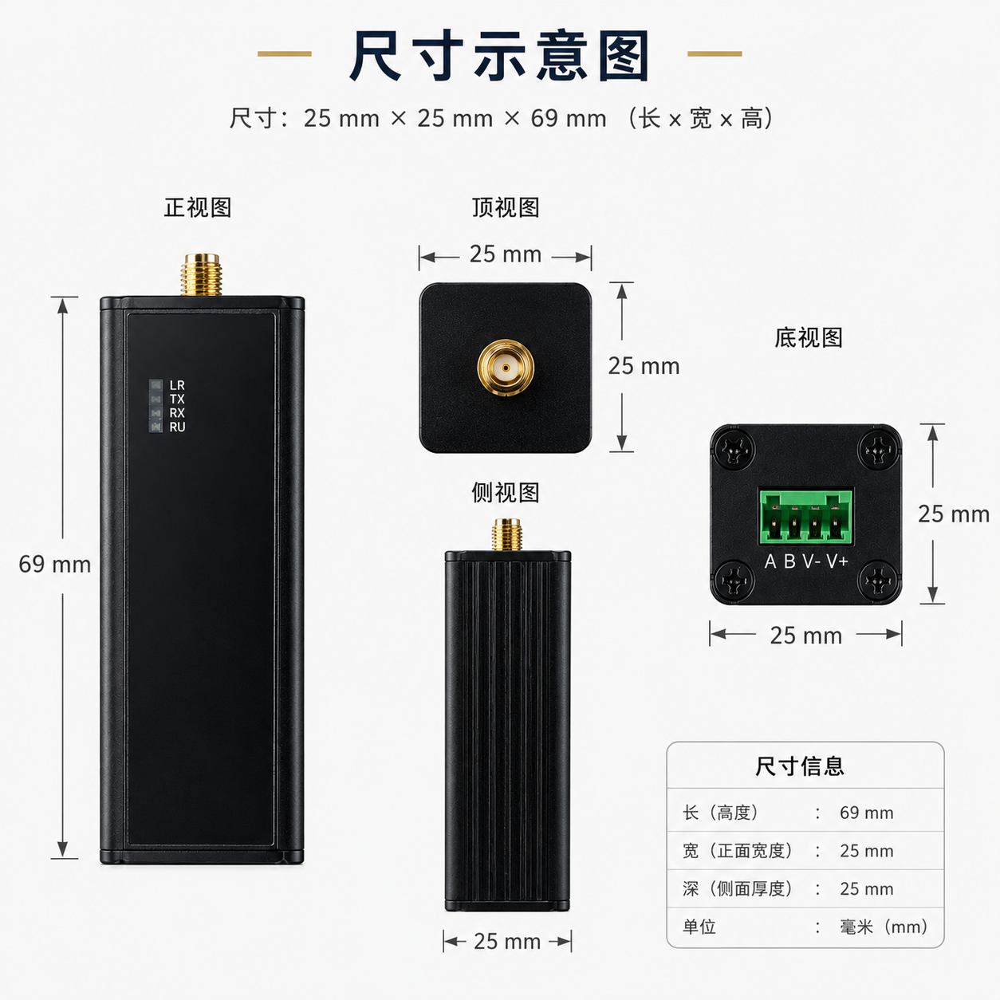 尺寸示意图
尺寸：25 mm × 25 mm × 69 mm （长 x 宽 x 高）
正视图
顶视图
25 mm
25 mm
底视图
LR
TX
RX
RU
69 mm
侧视图
25 mm
A B V- V+
25 mm
25 mm
尺寸信息
长（高度） ： 69 mm
宽（正面宽度） ： 25 mm
深（侧面厚度） ： 25 mm
单位 ： 毫米（mm）